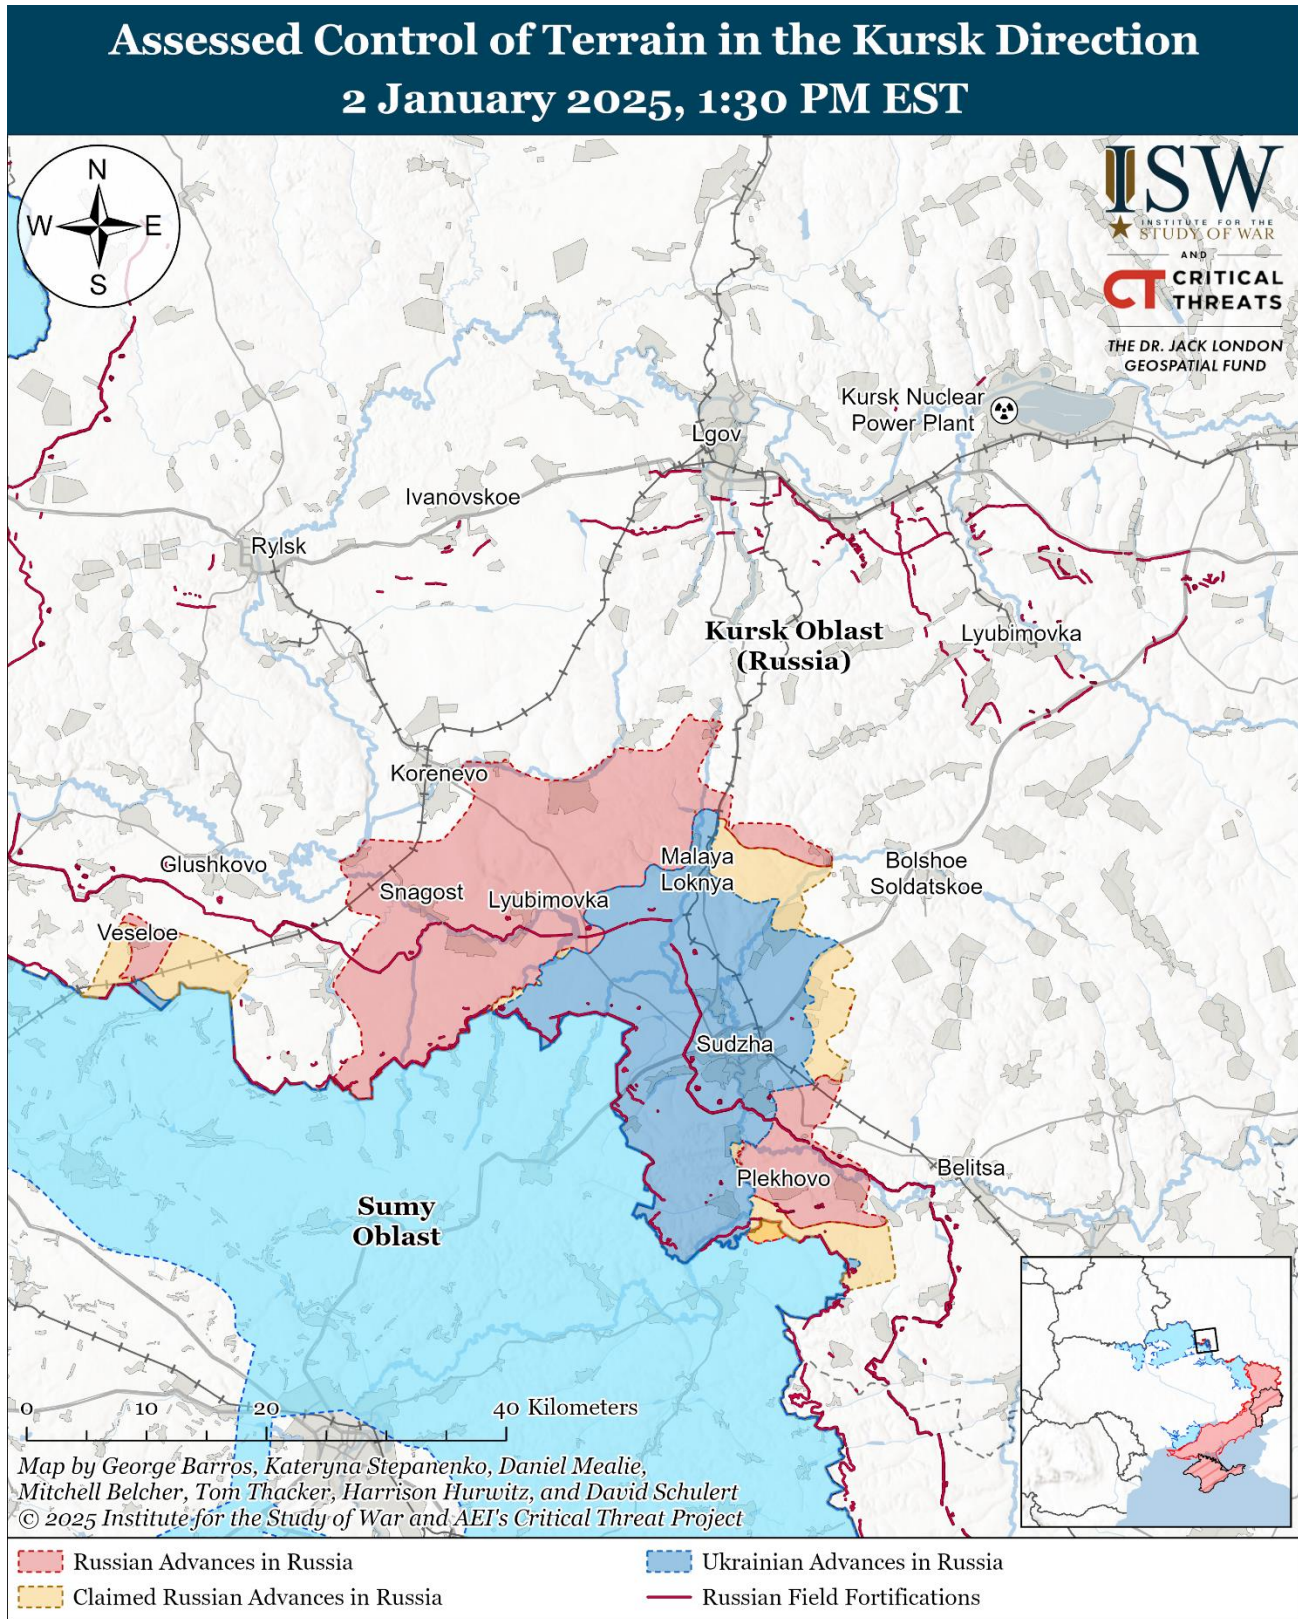 Assessed Control of Terrain in the Kursk Direction
2 January 2025, 1:30 PM EST
N
W
E
S
ISW
INSTITUTE FOR THE
STUDY OF WAR
AND
CT CRITICAL
THREATS
THE DR. JACK LONDON
GEOSPATIAL FUND
Kursk Nuclear
Power Plant
Lgov
Ivanovskoe
Rylsk
Kursk Oblast
(Russia)
Lyubimovka
Korenevo
Glushkovo
Malaya
Loknya
Bolshoe
Soldatskoe
Snagost
Lyubimovka
Veseloe
Sudzha
Plekhovo
Belitsa
Sumy
Oblast
0 10 20 40 Kilometers
Map by George Barros, Kateryna Stepanenko, Daniel Mealie,
Mitchell Belcher, Tom Thacker, Harrison Hurwitz, and David Schulert
© 2025 Institute for the Study of War and AEI's Critical Threat Project
Russian Advances in Russia
Ukrainian Advances in Russia
Claimed Russian Advances in Russia
Russian Field Fortifications